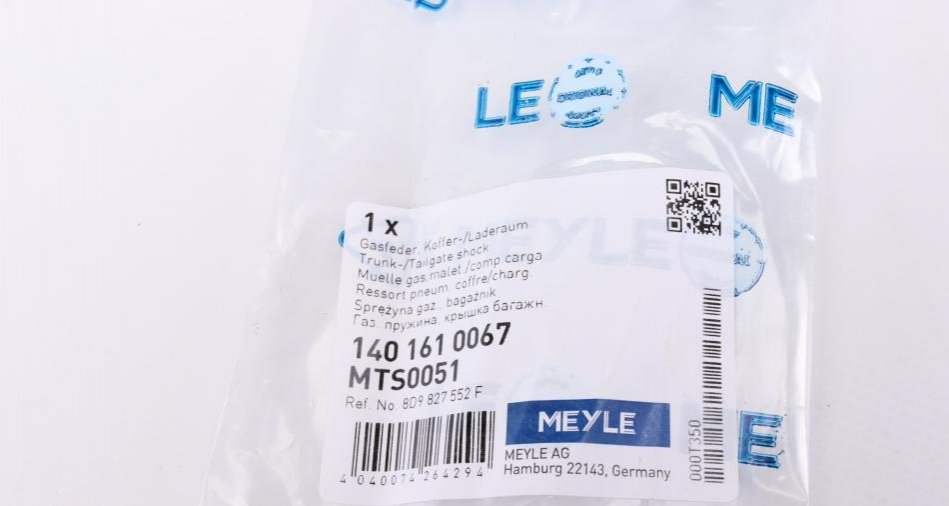 LE
ORIGINAL
ME
1 x
Gasfeder, Koffer-/Laderaum
Trunk-/Tailgate shock
Muelle gas,malet./comp carga
Ressort pneum, coffre/charg.
Sprężyna gaz., bagażnik
Газ. пружина, крышка багажн.
140 161 0067
MTS0051
Ref. No. 8D9 827 552 F
4 040074 264294
MEYLE
MEYLE AG
Hamburg 22143, Germany
000T350
MEYLE
E